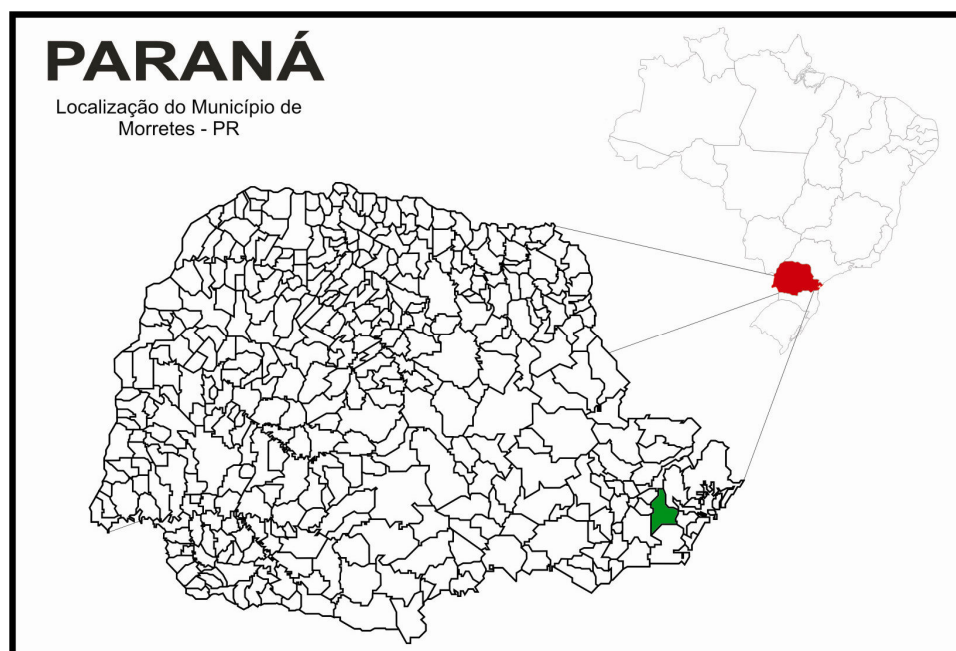 PARANÁ
Localização do Município de
Morretes - PR